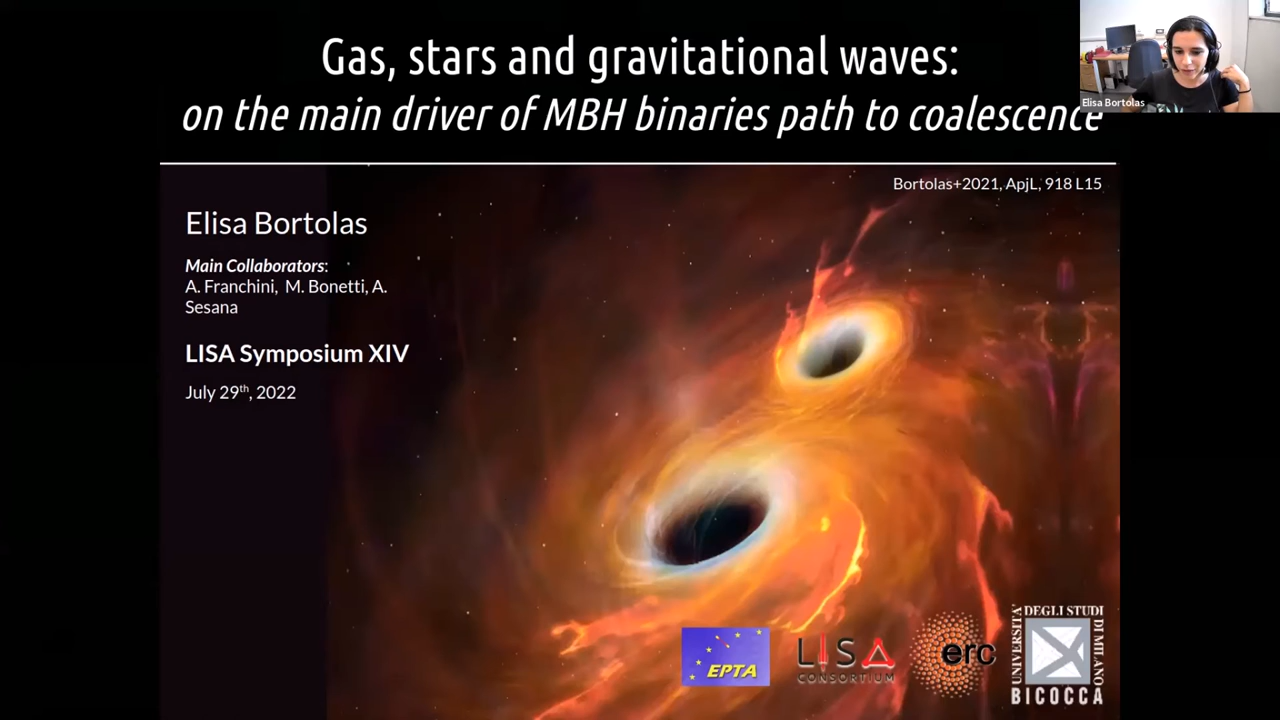 Gas, stars and gravitational waves:
on the main driver of MBH binaries path to coalescence
Elisa Bortolas
Bortolas+2021, ApjL, 918 L15
Elisa Bortolas
Main Collaborators:
A. Franchini, M. Bonetti, A.
Sesana
LISA Symposium XIV
July 29th, 2022
EPTA
LISA
CONSORTIUM
erc
UNIVERSITA'
DEGLI STUDI
DI MILANO
BICOCCA